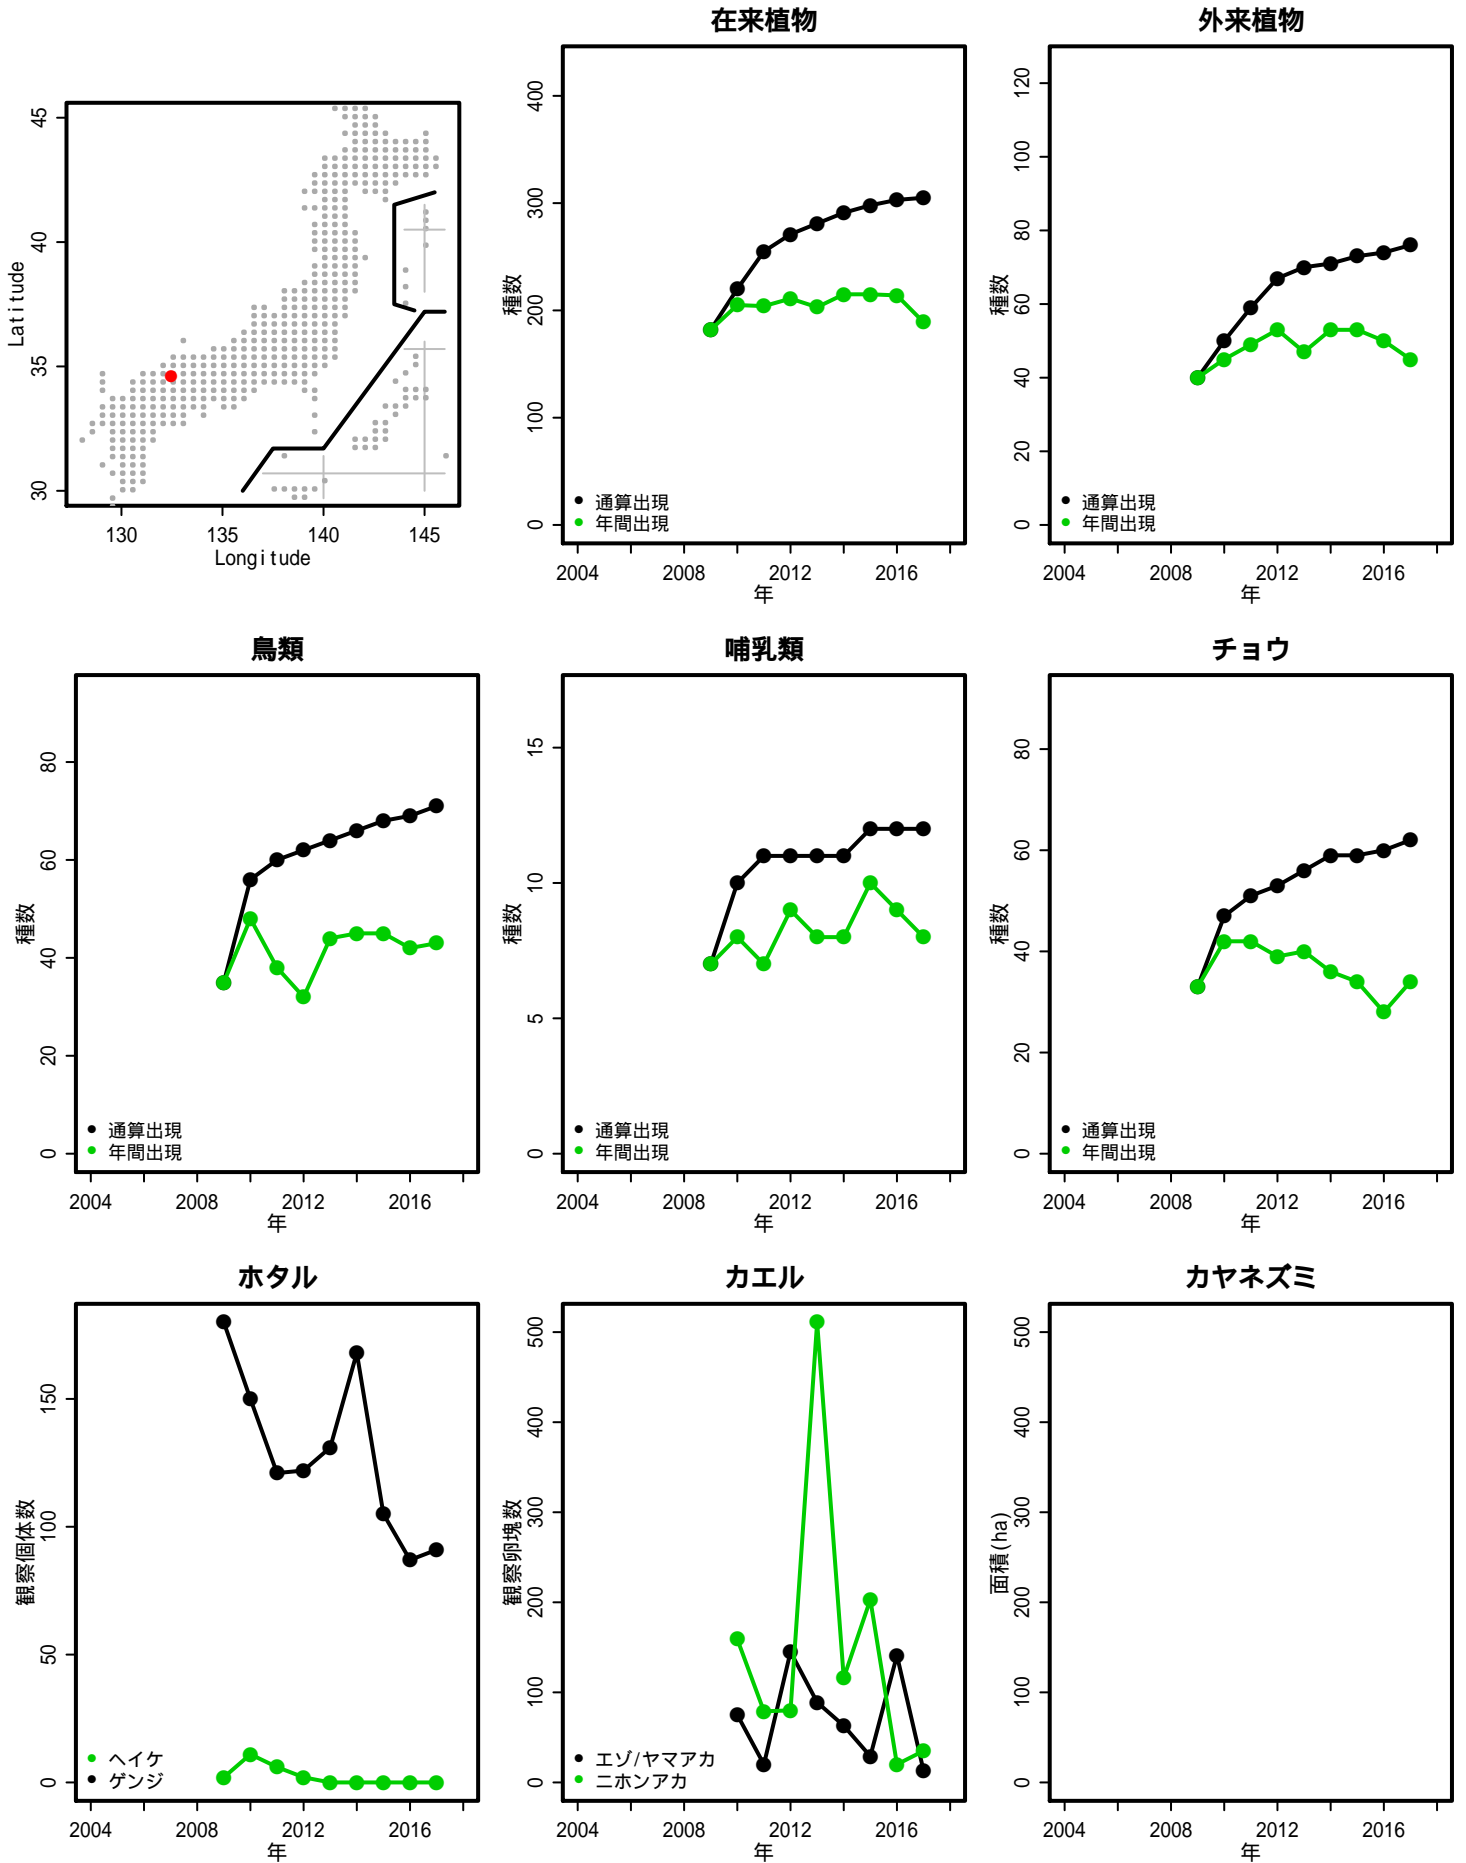 45
40
35
30
Latitude
130 135 140 145
Longitude
在来植物
400
300
200
100
0
種数
通算出現
年間出現
2004 2008 2012 2016
年
外来植物
120
100
80
60
40
20
0
種数
通算出現
年間出現
2004 2008 2012 2016
年
鳥類
80
60
40
20
0
種数
通算出現
年間出現
2004 2008 2012 2016
年
哺乳類
15
10
5
0
種数
通算出現
年間出現
2004 2008 2012 2016
年
チョウ
80
60
40
20
0
種数
通算出現
年間出現
2004 2008 2012 2016
年
ホタル
150
100
50
0
観察個体数
ヘイケ
ゲンジ
2004 2008 2012 2016
年
カエル
500
400
300
200
100
0
観察卵塊数
エゾ/ヤマアカ
ニホンアカ
2004 2008 2012 2016
年
カヤネズミ
500
400
300
200
100
0
面積(ha)
2004 2008 2012 2016
年